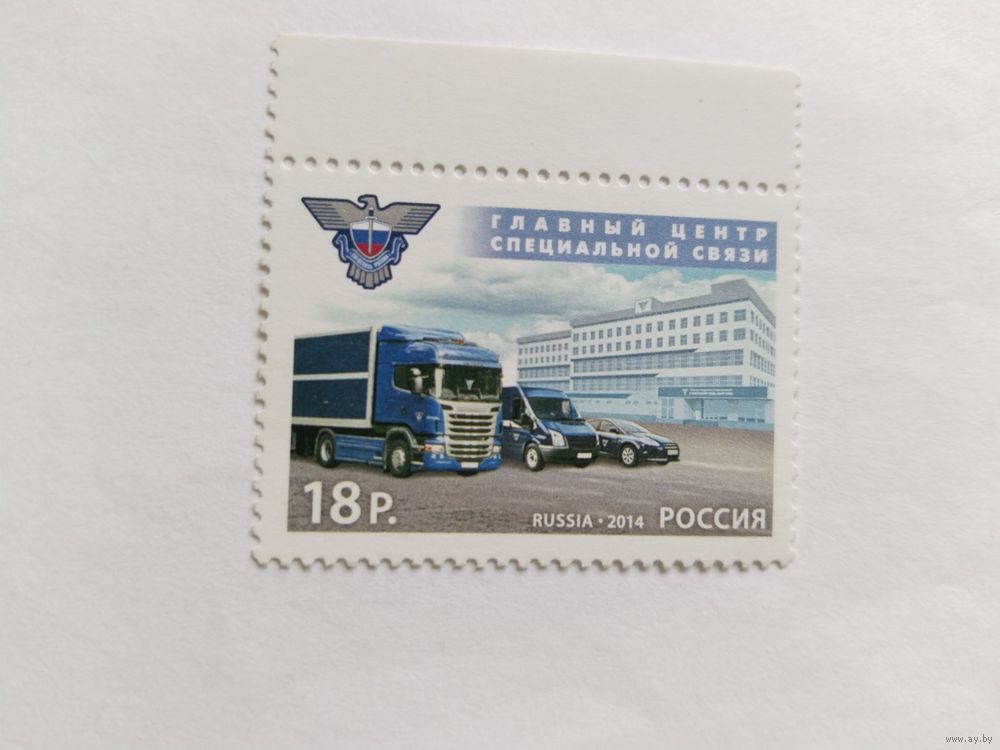 ГЛАВНЫЙ ЦЕНТР
СПЕЦИАЛЬНОЙ СВЯЗИ
18 Р.
RUSSIA · 2014 РОССИЯ
www.ay.by